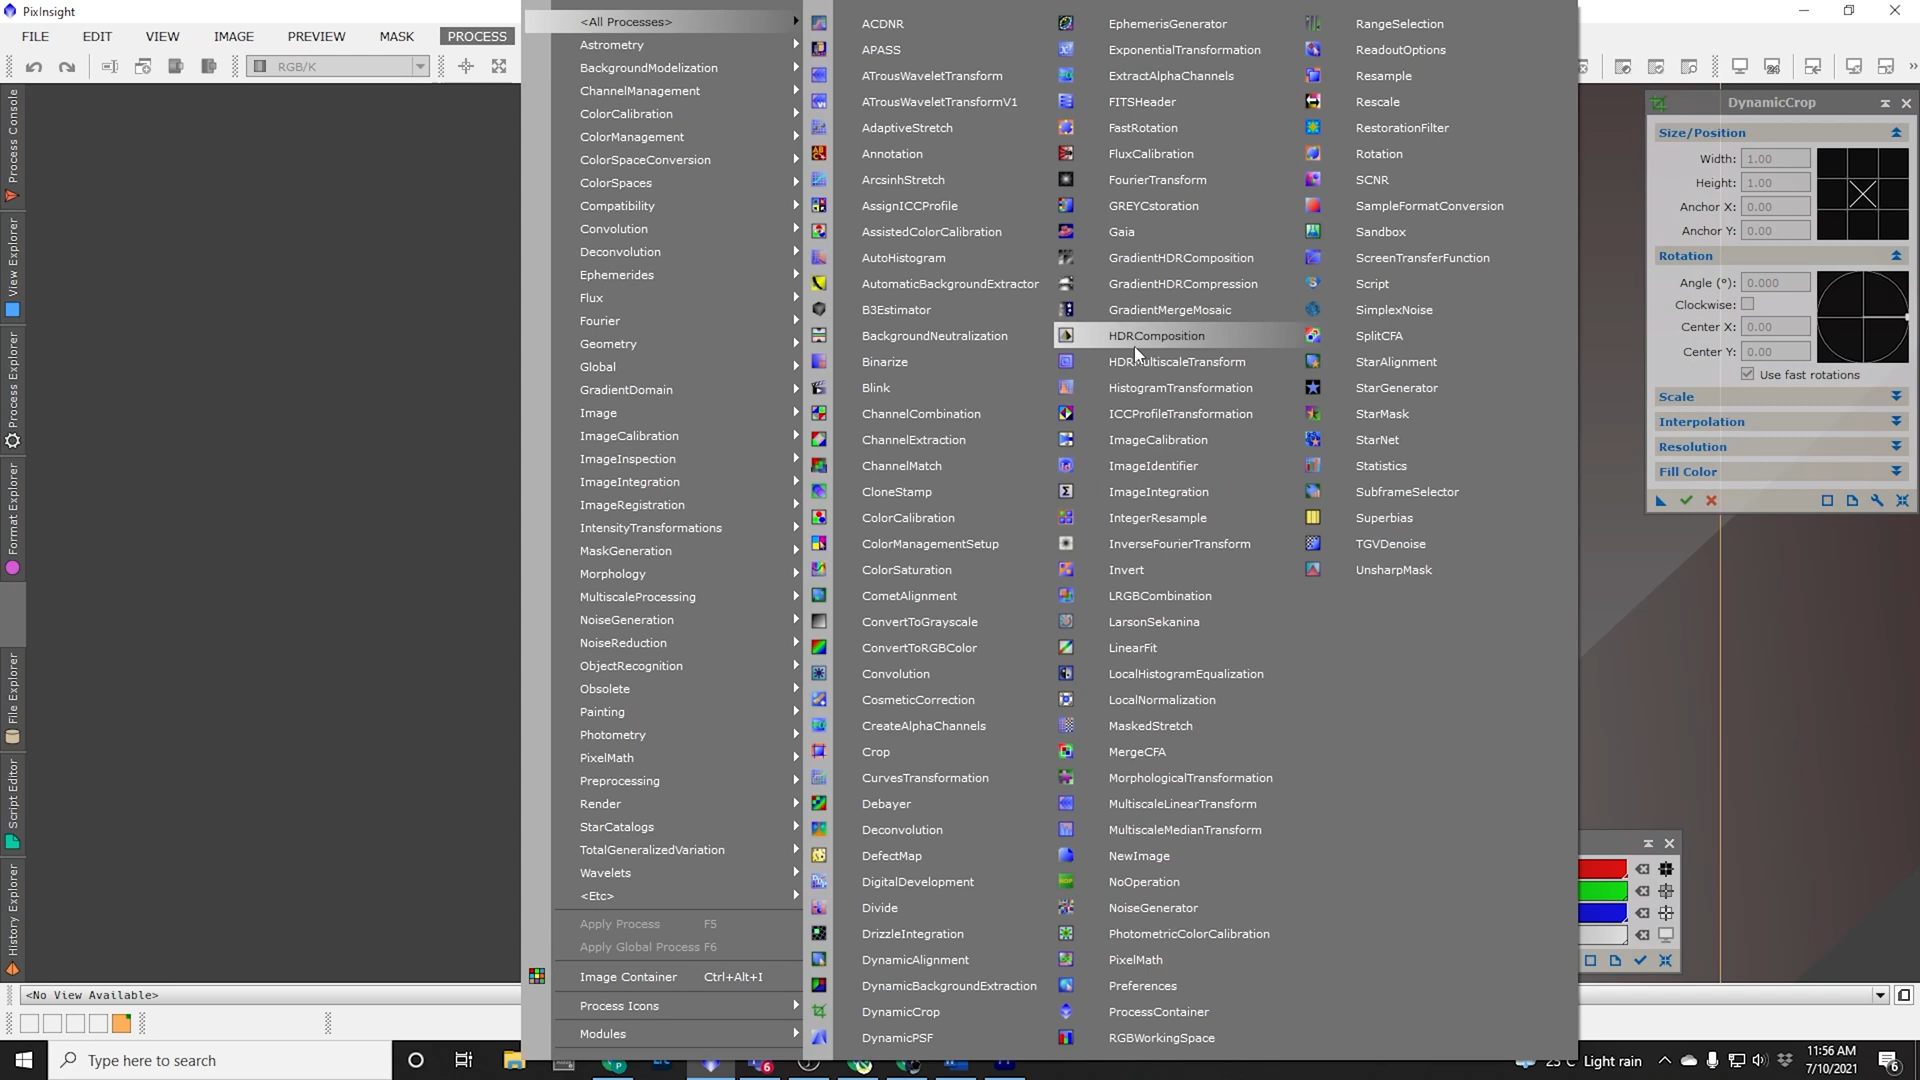 PixInsight
FILE EDIT VIEW IMAGE PREVIEW MASK PROCESS
RGB/K
Process Console
View Explorer
Process Explorer
Format Explorer
File Explorer
Script Editor
History Explorer
<All Processes>
Astrometry
BackgroundModelization
ChannelManagement
ColorCalibration
ColorManagement
ColorSpaceConversion
ColorSpaces
Compatibility
Convolution
Deconvolution
Ephemerides
Flux
Fourier
Geometry
Global
GradientDomain
Image
ImageCalibration
ImageInspection
ImageIntegration
ImageRegistration
IntensityTransformations
MaskGeneration
Morphology
MultiscaleProcessing
NoiseGeneration
NoiseReduction
ObjectRecognition
Obsolete
Painting
Photometry
PixelMath
Preprocessing
Render
StarCatalogs
TotalGeneralizedVariation
Wavelets
<Etc>
Apply Process F5
Apply Global Process F6
Image Container Ctrl+Alt+I
Process Icons
Modules
ACDNR
APASS
ATrousWaveletTransform
ATrousWaveletTransformV1
AdaptiveStretch
Annotation
ArcsinhStretch
AssignICCProfile
AssistedColorCalibration
AutoHistogram
AutomaticBackgroundExtractor
B3Estimator
BackgroundNeutralization
Binarize
Blink
ChannelCombination
ChannelExtraction
ChannelMatch
CloneStamp
ColorCalibration
ColorManagementSetup
ColorSaturation
CometAlignment
ConvertToGrayscale
ConvertToRGBColor
Convolution
CosmeticCorrection
CreateAlphaChannels
Crop
CurvesTransformation
Debayer
Deconvolution
DefectMap
DigitalDevelopment
Divide
DrizzleIntegration
DynamicAlignment
DynamicBackgroundExtraction
DynamicCrop
DynamicPSF
EphemerisGenerator
ExponentialTransformation
ExtractAlphaChannels
FITSHeader
FastRotation
FluxCalibration
FourierTransform
GREYCstoration
Gaia
GradientHDRComposition
GradientHDRCompression
GradientMergeMosaic
HDRComposition
HDRMultiscaleTransform
HistogramTransformation
ICCProfileTransformation
ImageCalibration
ImageIdentifier
ImageIntegration
IntegerResample
InverseFourierTransform
Invert
LRGBCombination
LarsonSekanina
LinearFit
LocalHistogramEqualization
LocalNormalization
MaskedStretch
MergeCFA
MorphologicalTransformation
MultiscaleLinearTransform
MultiscaleMedianTransform
NewImage
NoOperation
NoiseGenerator
PhotometricColorCalibration
PixelMath
Preferences
ProcessContainer
RGBWorkingSpace
RangeSelection
ReadoutOptions
Resample
Rescale
RestorationFilter
Rotation
SCNR
SampleFormatConversion
Sandbox
ScreenTransferFunction
Script
SimplexNoise
SplitCFA
StarAlignment
StarGenerator
StarMask
StarNet
Statistics
SubframeSelector
Superbias
TGVDenoise
UnsharpMask
DynamicCrop
Size/Position
Width: 1.00
Height: 1.00
Anchor X: 0.00
Anchor Y: 0.00
Rotation
Angle (°): 0.000
Clockwise:
Center X: 0.00
Center Y: 0.00
Use fast rotations
Scale
Interpolation
Resolution
Fill Color
<No View Available>
Type here to search
Light rain
11:56 AM
7/10/2021
6